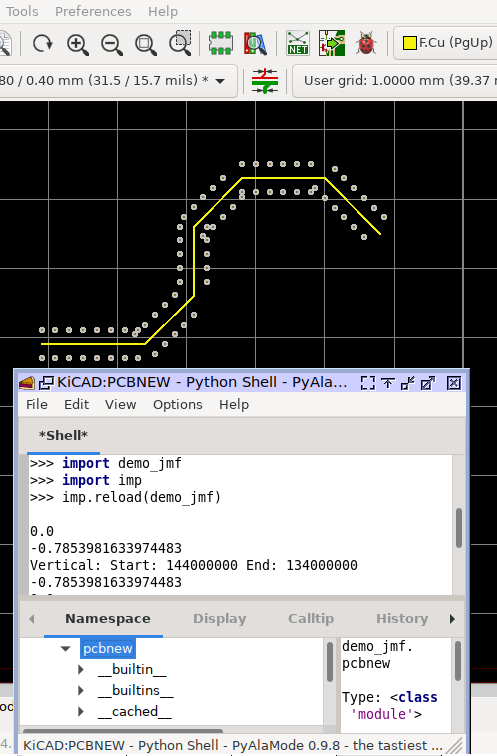 Tools Preferences Help
NET
F.Cu (PgUp)
80 / 0.40 mm (31.5 / 15.7 mils) *
User grid: 1.0000 mm (39.37 m
KiCAD:PCBNEW - Python Shell - PyAla...
File Edit View Options Help
*Shell*
>>> import demo_jmf
>>> import imp
>>> imp.reload(demo_jmf)
0.0
-0.7853981633974483
Vertical: Start: 144000000 End: 134000000
-0.7853981633974483
Namespace Display Calltip History
pcbnew
__builtin__
__builtins__
__cached__
demo_jmf.
pcbnew
Type: <class
'module'>
KiCAD:PCBNEW - Python Shell - PyAlaMode 0.9.8 - the tastiest ...